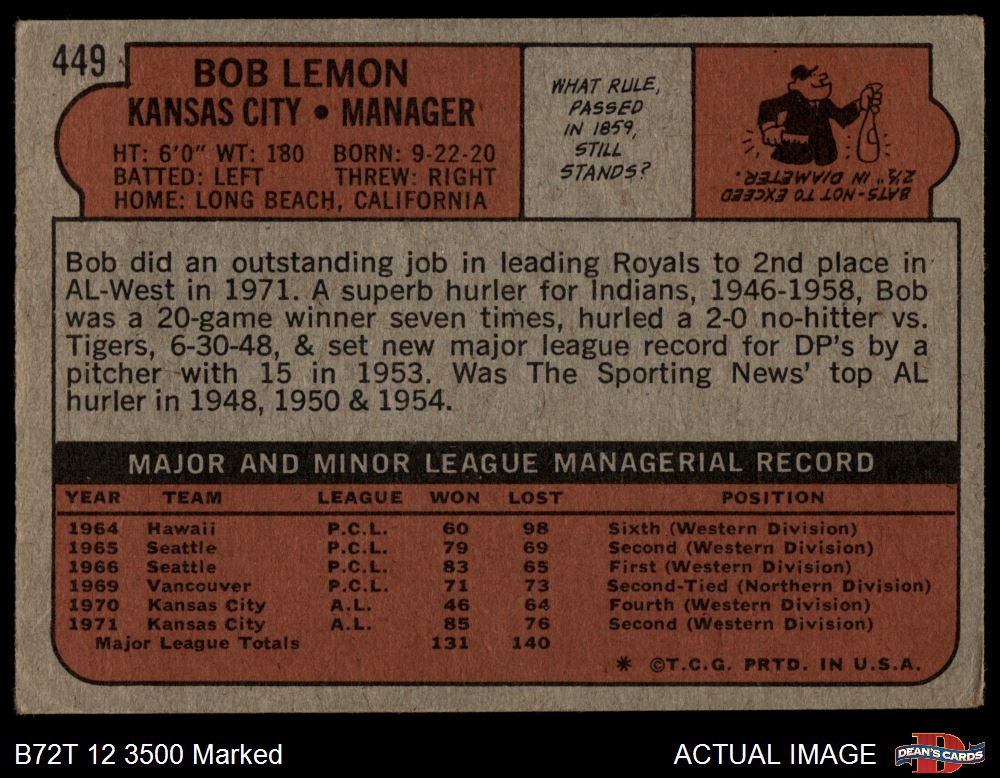 449
BOB LEMON
KANSAS CITY • MANAGER
HT: 6'0" WT: 180 BORN: 9-22-20
BATTED: LEFT THREW: RIGHT
HOME: LONG BEACH, CALIFORNIA
WHAT RULE,
PASSED
IN 1859,
STILL
STANDS?
BATS-NOT TO EXCEED
2½" IN DIAMETER.
Bob did an outstanding job in leading Royals to 2nd place in
AL-West in 1971. A superb hurler for Indians, 1946-1958, Bob
was a 20-game winner seven times, hurled a 2-0 no-hitter vs.
Tigers, 6-30-48, & set new major league record for DP's by a
pitcher with 15 in 1953. Was The Sporting News' top AL
hurler in 1948, 1950 & 1954.
MAJOR AND MINOR LEAGUE MANAGERIAL RECORD
YEAR TEAM LEAGUE WON LOST POSITION
1964 Hawaii P.C.L. 60 98 Sixth (Western Division)
1965 Seattle P.C.L. 79 69 Second (Western Division)
1966 Seattle P.C.L. 83 65 First (Western Division)
1969 Vancouver P.C.L. 71 73 Second-Tied (Northern Division)
1970 Kansas City A.L. 46 64 Fourth (Western Division)
1971 Kansas City A.L. 85 76 Second (Western Division)
Major League Totals 131 140
* ©T.C.G. PRTD. IN U.S.A.
B72T 12 3500 Marked
ACTUAL IMAGE
DEAN'S CARDS